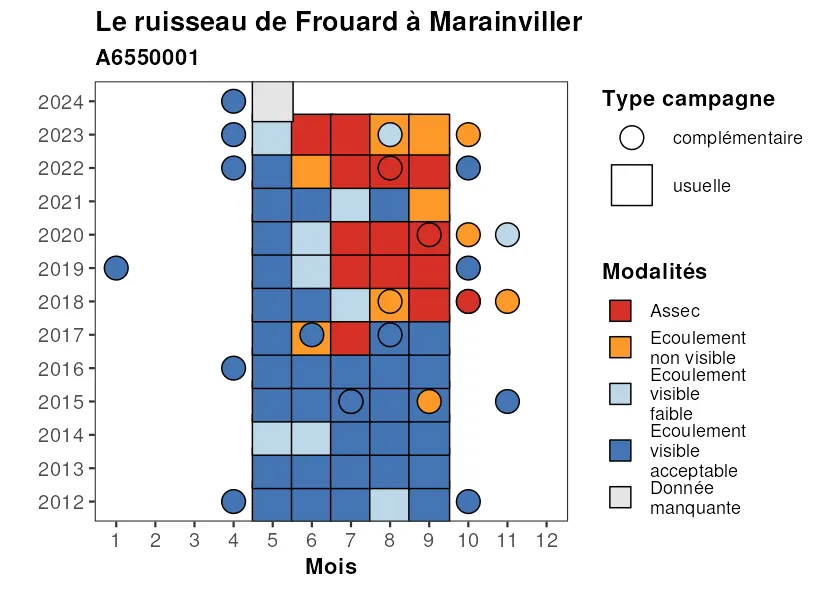 Le ruisseau de Frouard à Marainviller
A6550001
2024
2023
2022
2021
2020
2019
2018
2017
2016
2015
2014
2013
2012
1 2 3 4 5 6 7 8 9 10 11 12
Mois
Type campagne
complémentaire
usuelle
Modalités
Assec
Ecoulement
non visible
Ecoulement
visible
faible
Ecoulement
visible
acceptable
Donnée
manquante